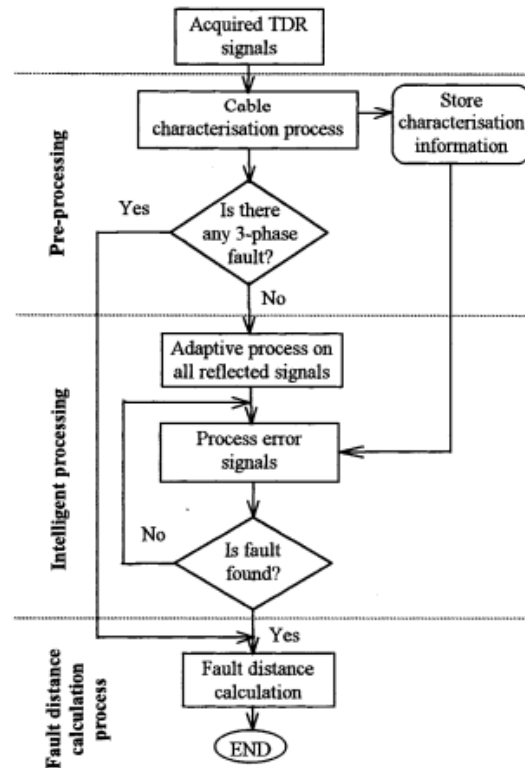 Acquired TDR
signals
Cable
characterisation process
Store
characterisation
information
Pre-processing
Yes
Is there
any 3-phase
fault?
No
Adaptive process on
all reflected signals
Intelligent processing
Process error
signals
No
Is fault
found?
Yes
Fault distance
calculation
process
Fault distance
calculation
END